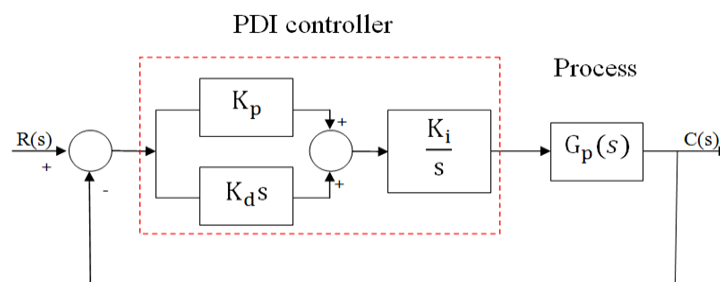 PDI controller
Process
R(s)
+
-
Kp
Kds
+
+
Ki
s
Gp(s)
C(s)